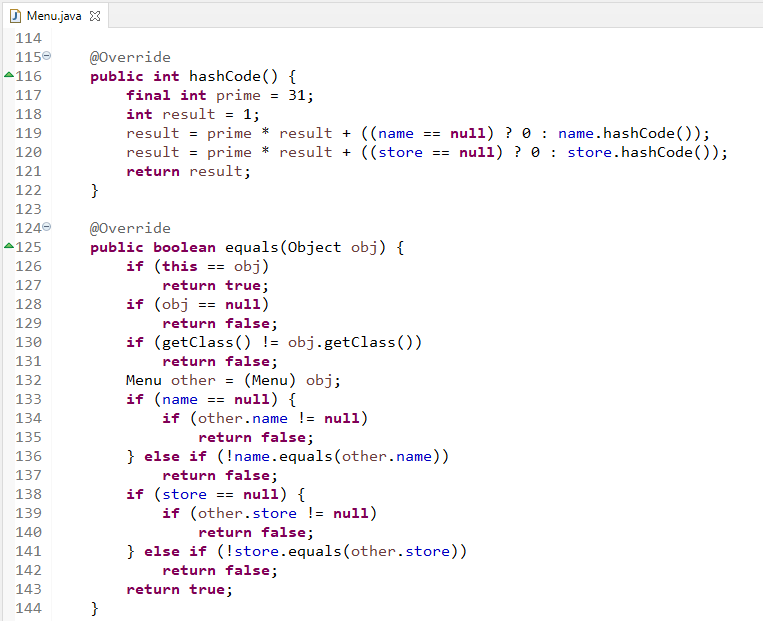 Menu.java
114
115 @Override
116 public int hashCode() {
117 final int prime = 31;
118 int result = 1;
119 result = prime * result + ((name == null) ? 0 : name.hashCode());
120 result = prime * result + ((store == null) ? 0 : store.hashCode());
121 return result;
122 }
123
124 @Override
125 public boolean equals(Object obj) {
126 if (this == obj)
127 return true;
128 if (obj == null)
129 return false;
130 if (getClass() != obj.getClass())
131 return false;
132 Menu other = (Menu) obj;
133 if (name == null) {
134 if (other.name != null)
135 return false;
136 } else if (!name.equals(other.name))
137 return false;
138 if (store == null) {
139 if (other.store != null)
140 return false;
141 } else if (!store.equals(other.store))
142 return false;
143 return true;
144 }